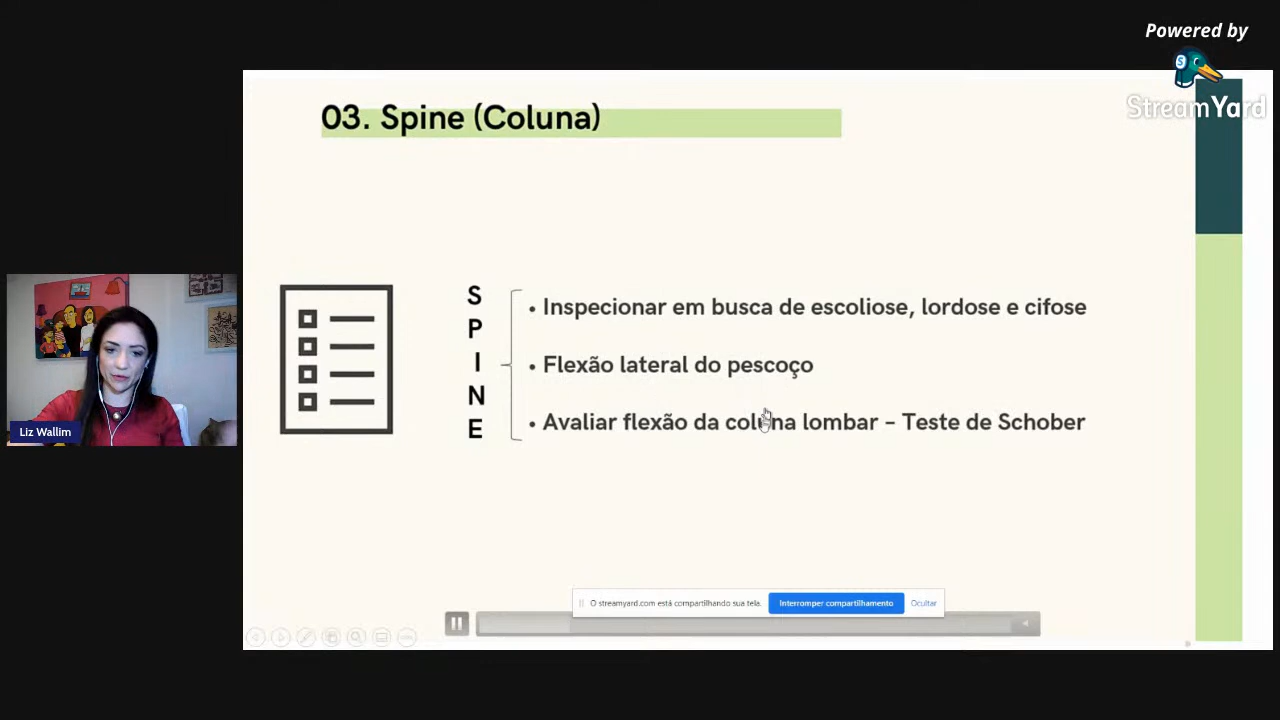 Powered by
StreamYard
03. Spine (Coluna)
S
P
I
N
E
• Inspecionar em busca de escoliose, lordose e cifose
• Flexão lateral do pescoço
• Avaliar flexão da coluna lombar – Teste de Schober
Liz Wallim
O streamyard.com está compartilhando sua tela.
Interromper compartilhamento
Ocultar